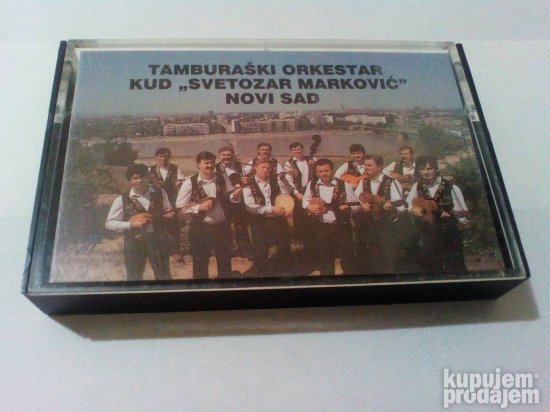 TAMBURAŠKI ORKESTAR
KUD „SVETOZAR MARKOVIĆ”
NOVI SAD
kupujem
prodajem